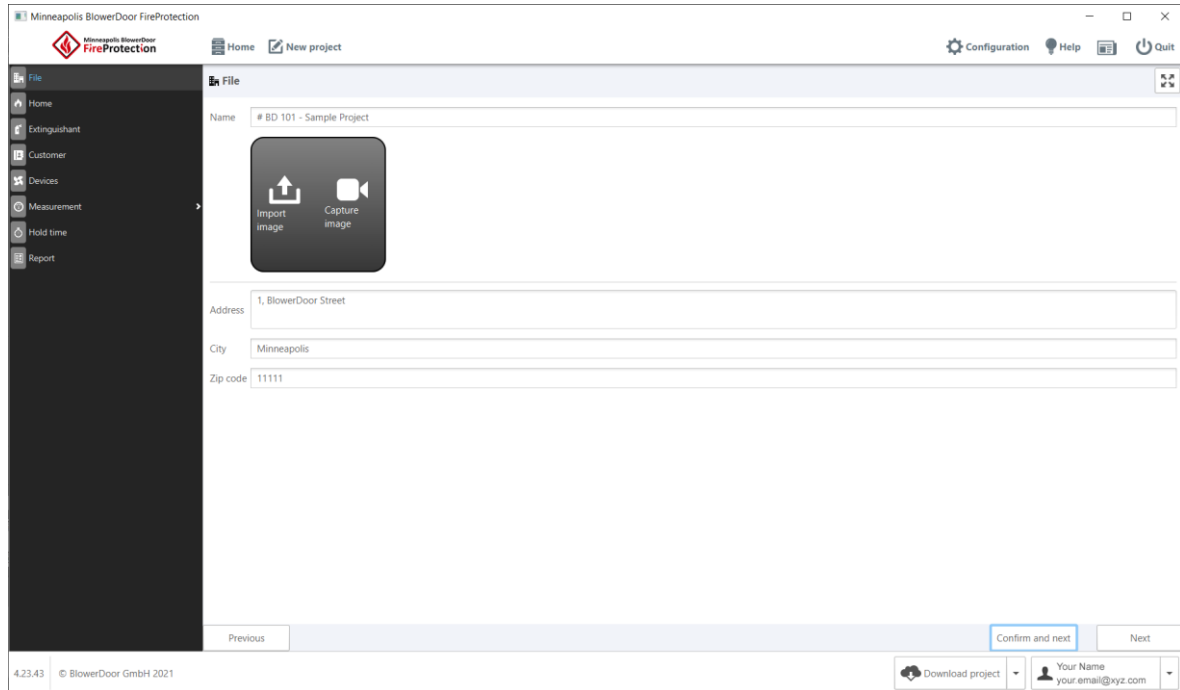 Minneapolis BlowerDoor FireProtection
Minneapolis BlowerDoor
FireProtection
Home
New project
Configuration
Help
Quit
File
Home
Extinguishant
Customer
Devices
Measurement
Hold time
Report
File
Name
# BD 101 - Sample Project
Import
image
Capture
image
Address
1, BlowerDoor Street
City
Minneapolis
Zip code
11111
Previous
Confirm and next
Next
4.23.43
© BlowerDoor GmbH 2021
Download project
Your Name
your.email@xyz.com